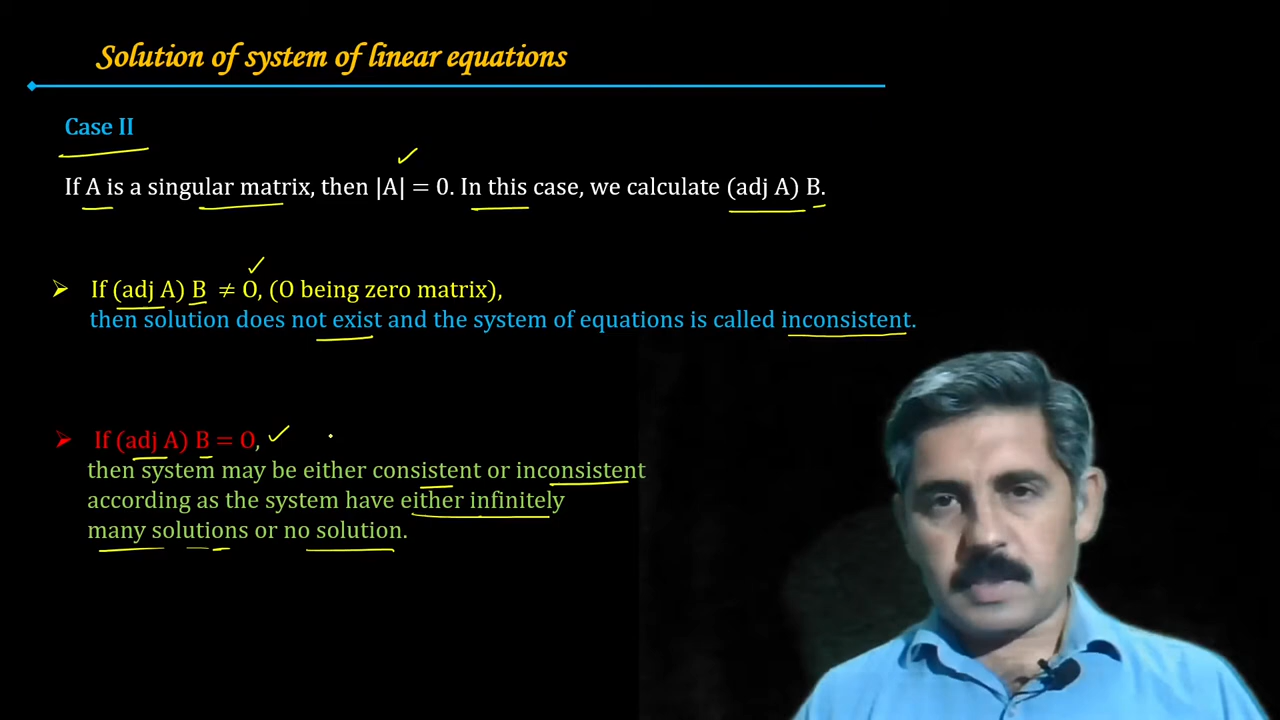 Solution of system of linear equations
Case II
If A is a singular matrix, then |A| = 0. In this case, we calculate (adj A) B.
If (adj A) B ≠ O, (O being zero matrix),
then solution does not exist and the system of equations is called inconsistent.
If (adj A) B = O,
then system may be either consistent or inconsistent
according as the system have either infinitely
many solutions or no solution.